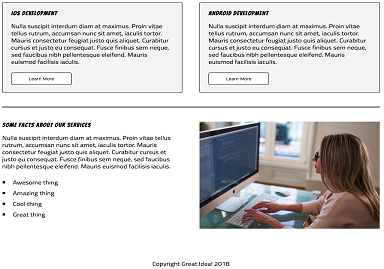 IOS DEVELOPMENT
Nulla suscipit interdum diam at maximus. Proin vitae
tellus rutrum, accumsan nunc sit amet, iaculis tortor.
Mauris consectetur feugiat justo quis aliquet. Curabitur
cursus et justo eu consequat. Fusce finibus sem neque,
sed faucibus nibh pellentesque eleifend. Mauris
euismod facilisis iaculis.
Learn More
ANDROID DEVELOPMENT
Nulla suscipit interdum diam at maximus. Proin vitae
tellus rutrum, accumsan nunc sit amet, iaculis tortor.
Mauris consectetur feugiat justo quis aliquet. Curabitur
cursus et justo eu consequat. Fusce finibus sem neque,
sed faucibus nibh pellentesque eleifend. Mauris
euismod facilisis iaculis.
Learn More
SOME FACTS ABOUT OUR SERVICES
Nulla suscipit interdum diam at maximus. Proin vitae tellus
rutrum, accumsan nunc sit amet, iaculis tortor. Mauris
consectetur feugiat justo quis aliquet. Curabitur cursus et
justo eu consequat. Fusce finibus sem neque, sed faucibus
nibh pellentesque eleifend. Mauris euismod facilisis iaculis.
Awesome thing
Amazing thing
Cool thing
Great thing
Copyright Great Idea! 2018